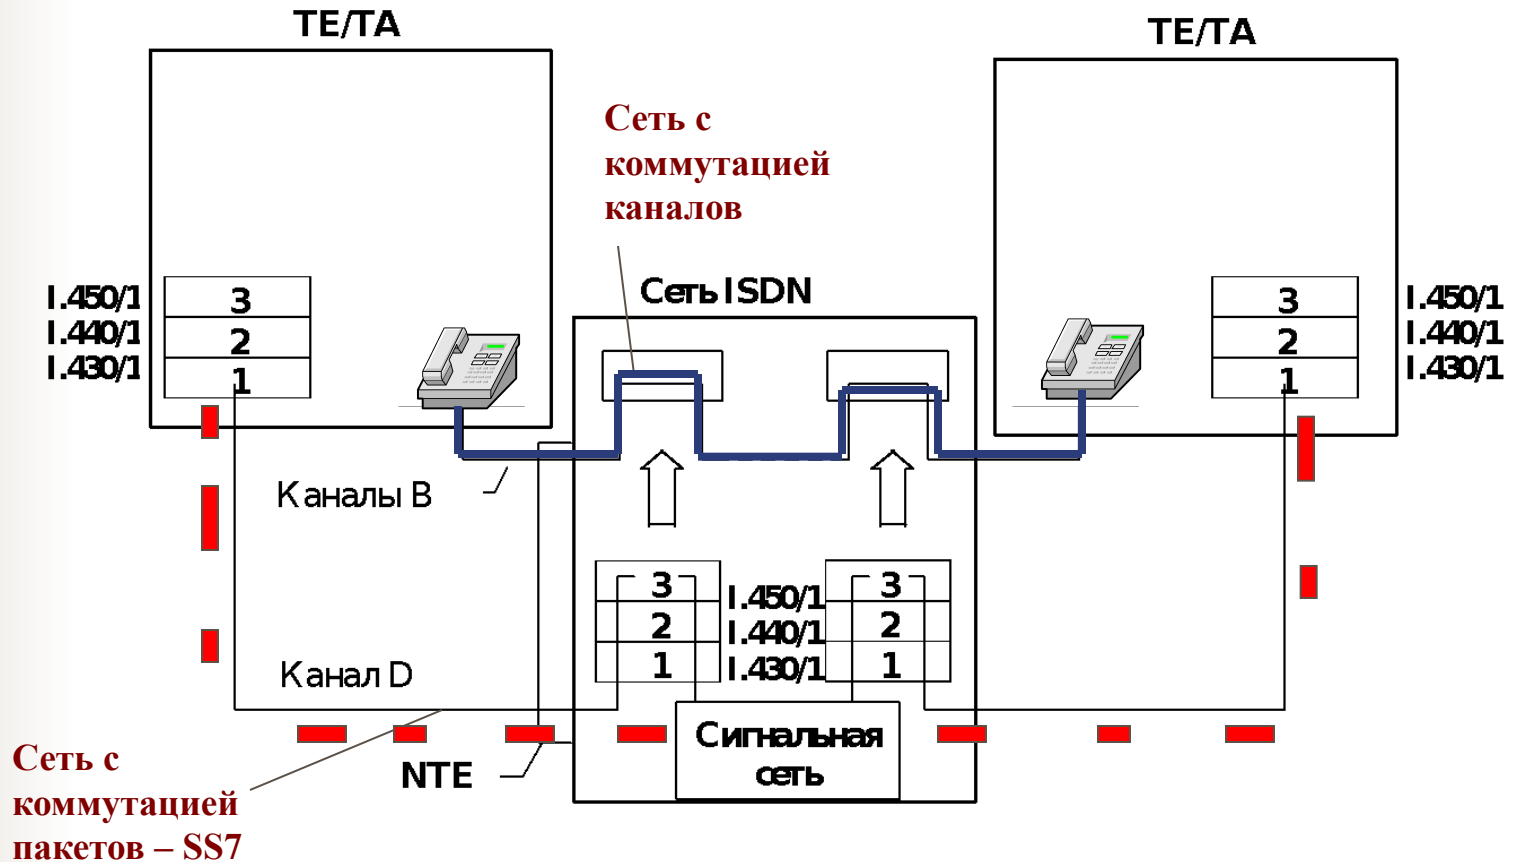 TE/TA
TE/TA
Сеть с
коммутацией
каналов
Сеть ISDN
I.450/1
I.440/1
I.430/1
3
2
1
3
2
1
I.450/1
I.440/1
I.430/1
Каналы В
3
2
1
I.450/1
I.440/1
I.430/1
3
2
1
Канал D
Сигнальная
сеть
NTE
Сеть с
коммутацией
пакетов – SS7